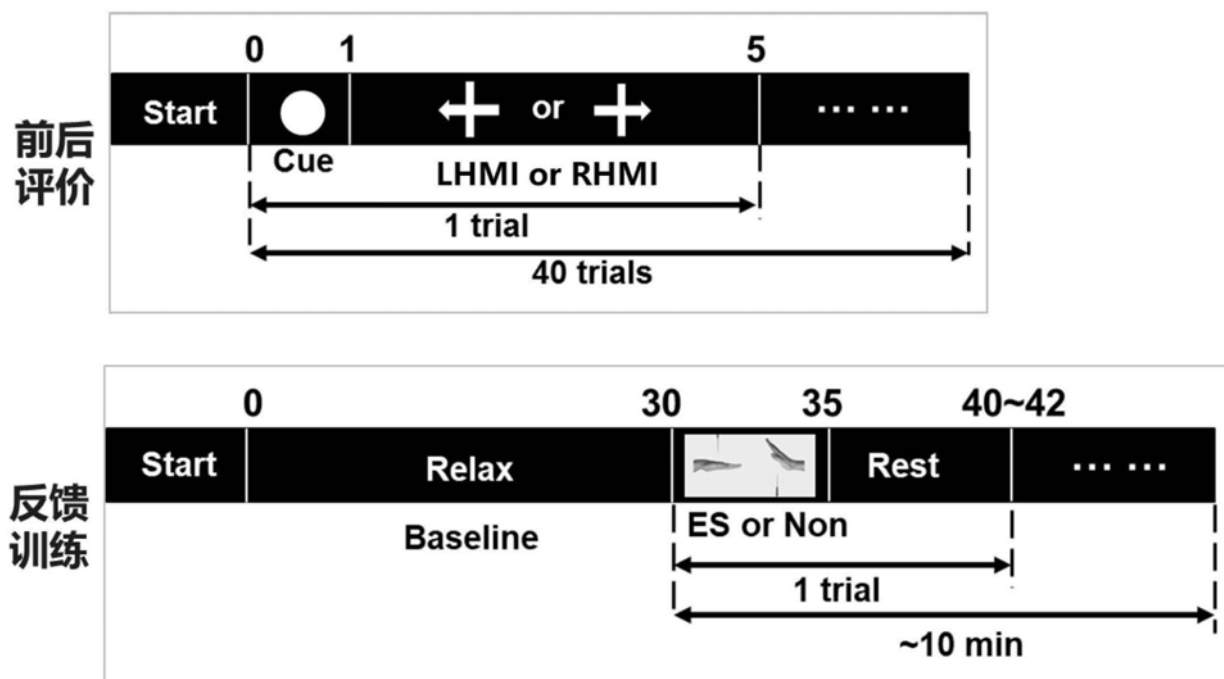 前后
评价
0 1 5
Start or ... ...
Cue
LHMI or RHMI
1 trial
40 trials
反馈
训练
0 30 35 40~42
Start Relax Rest ... ...
Baseline ES or Non
1 trial
~10 min